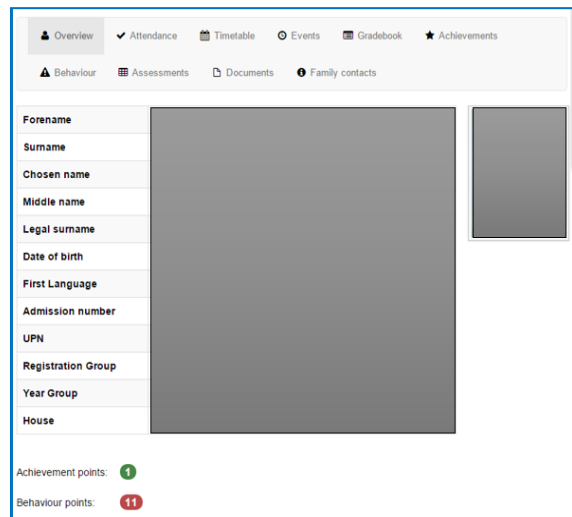 Overview Attendance Timetable Events Gradebook Achievements
Behaviour Assessments Documents Family contacts
Forename
Surname
Chosen name
Middle name
Legal surname
Date of birth
First Language
Admission number
UPN
Registration Group
Year Group
House
Achievement points: 1
Behaviour points: 11